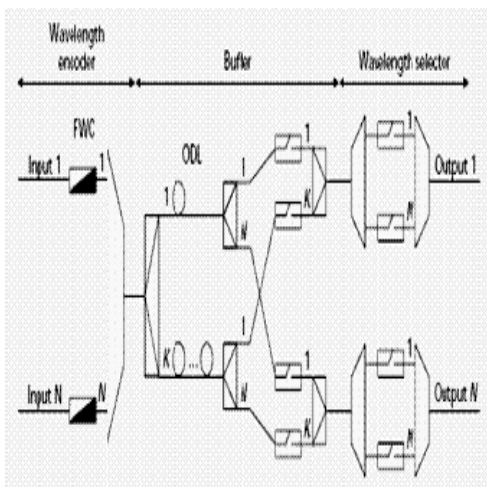 Wavelength encoder
Buffer
Wavelength selector
FWC
ODL
Input 1
1
1
1
N
1
K
1
N
Output 1
K
...
1
N
1
K
1
N
Input N
N
Output N